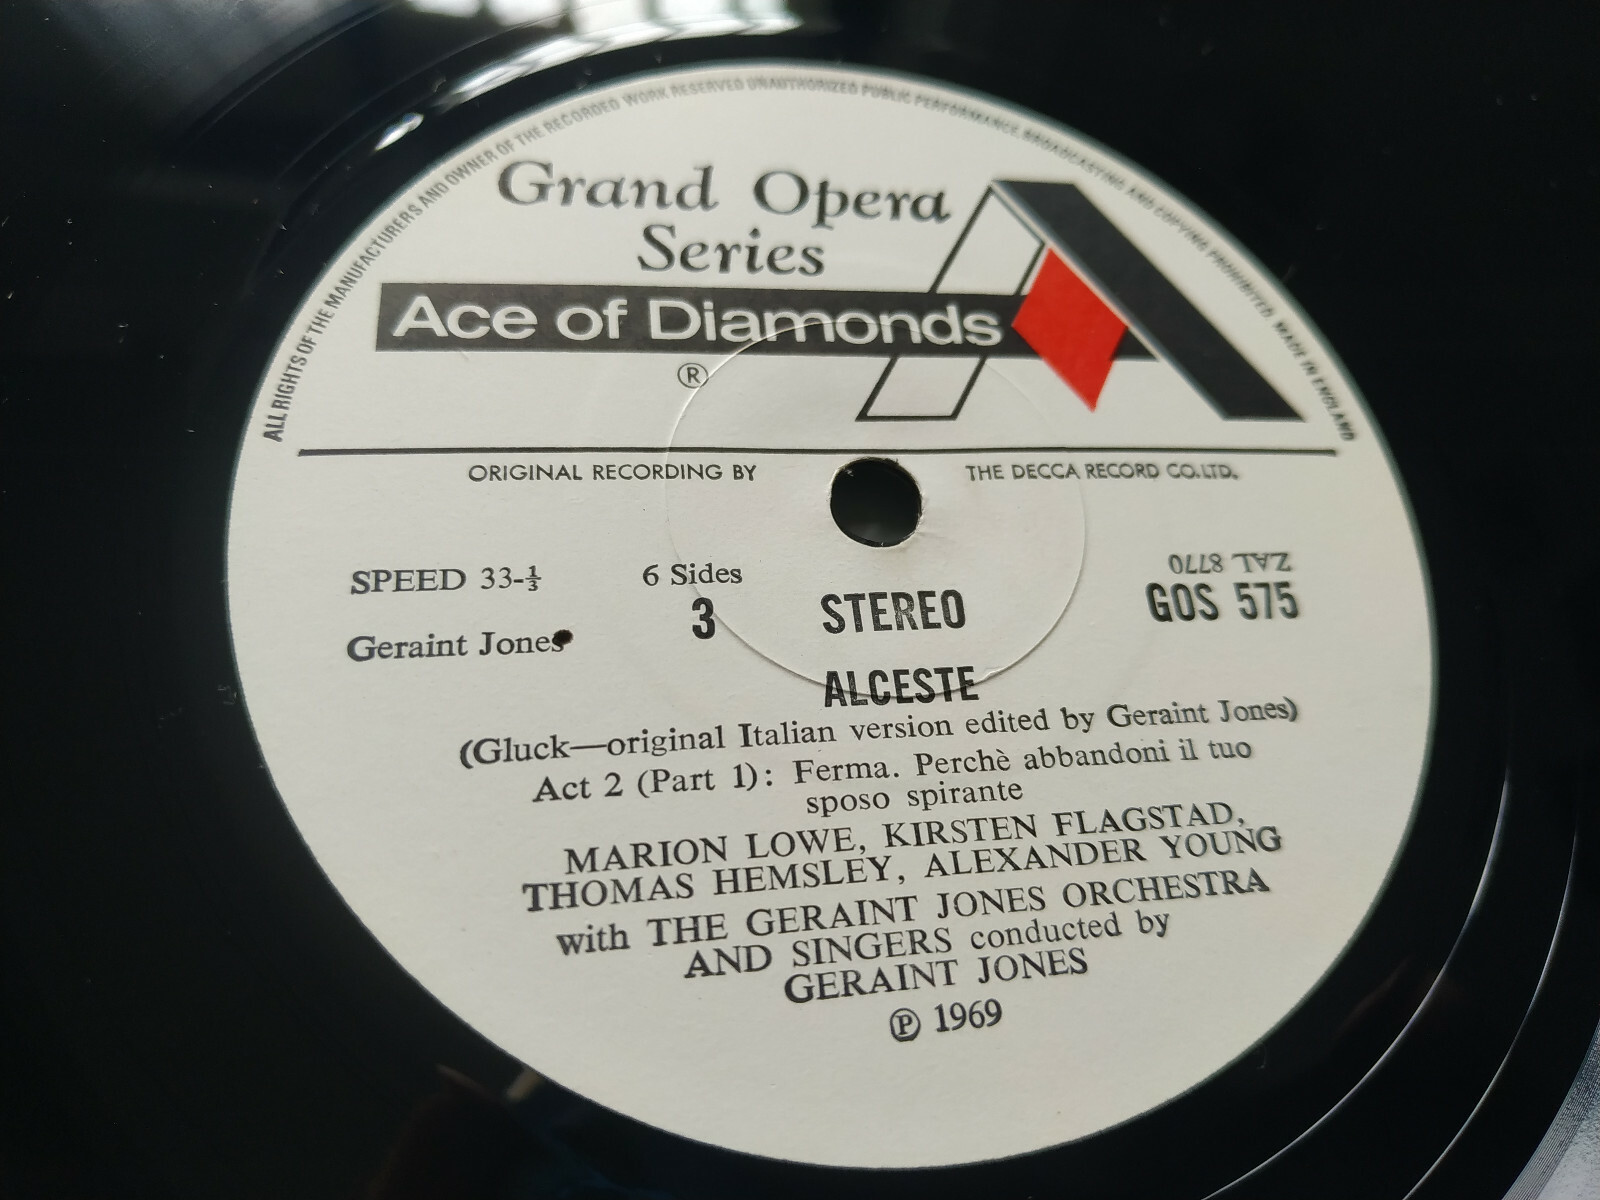 ALL RIGHTS OF THE MANUFACTURERS AND OWNER OF THE RECORDED WORK RESERVED UNAUTHORIZED PUBLIC PERFORMANCE, BROADCASTING AND COPYING PROHIBITED. MADE IN ENGLAND
Grand Opera
Series
Ace of Diamonds
®
ORIGINAL RECORDING BY THE DECCA RECORD CO.LTD.
SPEED 33-⅓ 6 Sides ZAL 8770
3 STEREO GOS 575
Geraint Jones
ALCESTE
(Gluck—original Italian version edited by Geraint Jones)
Act 2 (Part 1): Ferma. Perchè abbandoni il tuo
sposo spirante
MARION LOWE, KIRSTEN FLAGSTAD,
THOMAS HEMSLEY, ALEXANDER YOUNG
with THE GERAINT JONES ORCHESTRA
AND SINGERS conducted by
GERAINT JONES
℗ 1969